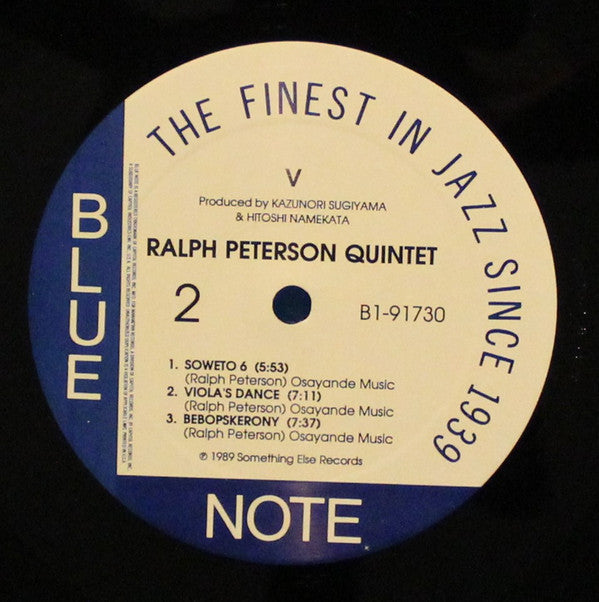 THE FINEST IN JAZZ SINCE 1939
V
Produced by KAZUNORI SUGIYAMA
& HITOSHI NAMEKATA
RALPH PETERSON QUINTET
2
B1-91730
1. SOWETO 6 (5:53)
(Ralph Peterson) Osayande Music
2. VIOLA'S DANCE (7:11)
(Ralph Peterson) Osayande Music
3. BEBOPSKERONY (7:37)
(Ralph Peterson) Osayande Music
℗ 1989 Something Else Records
BLUE
NOTE